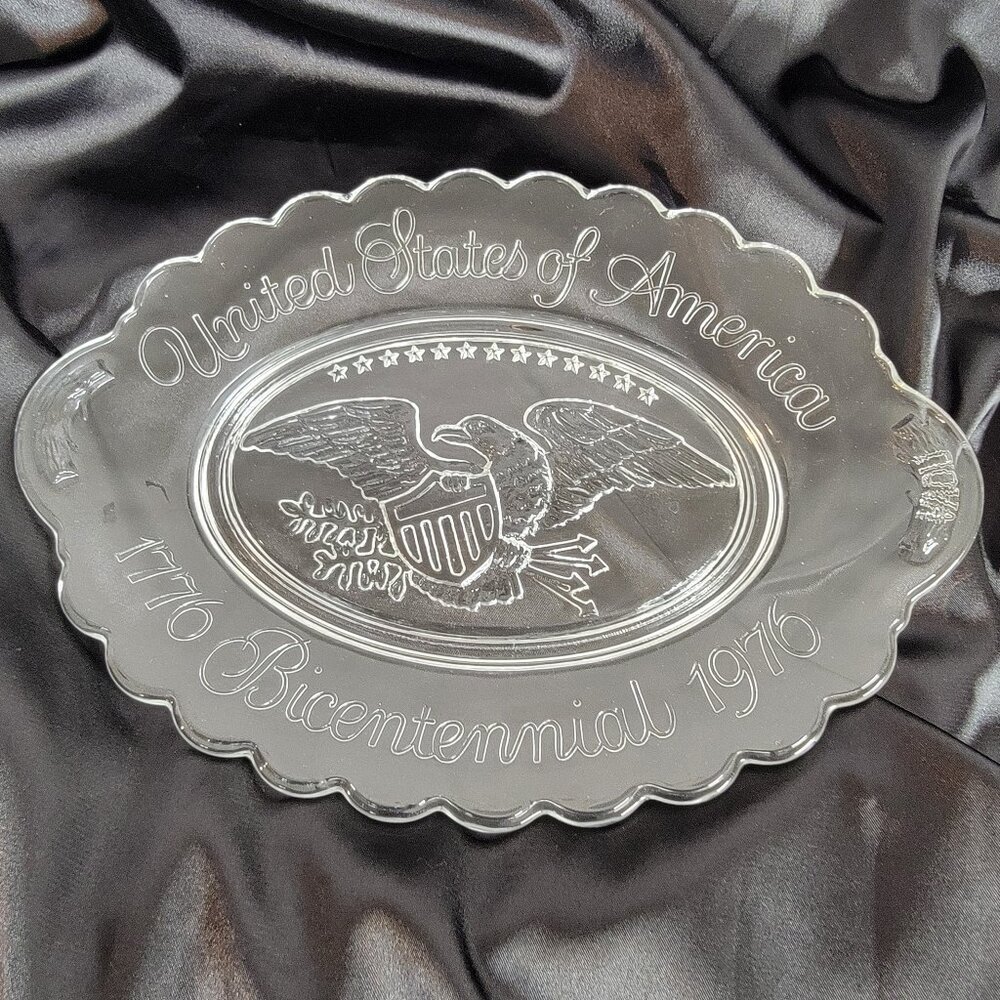 United States of America
1776 Bicentennial 1976